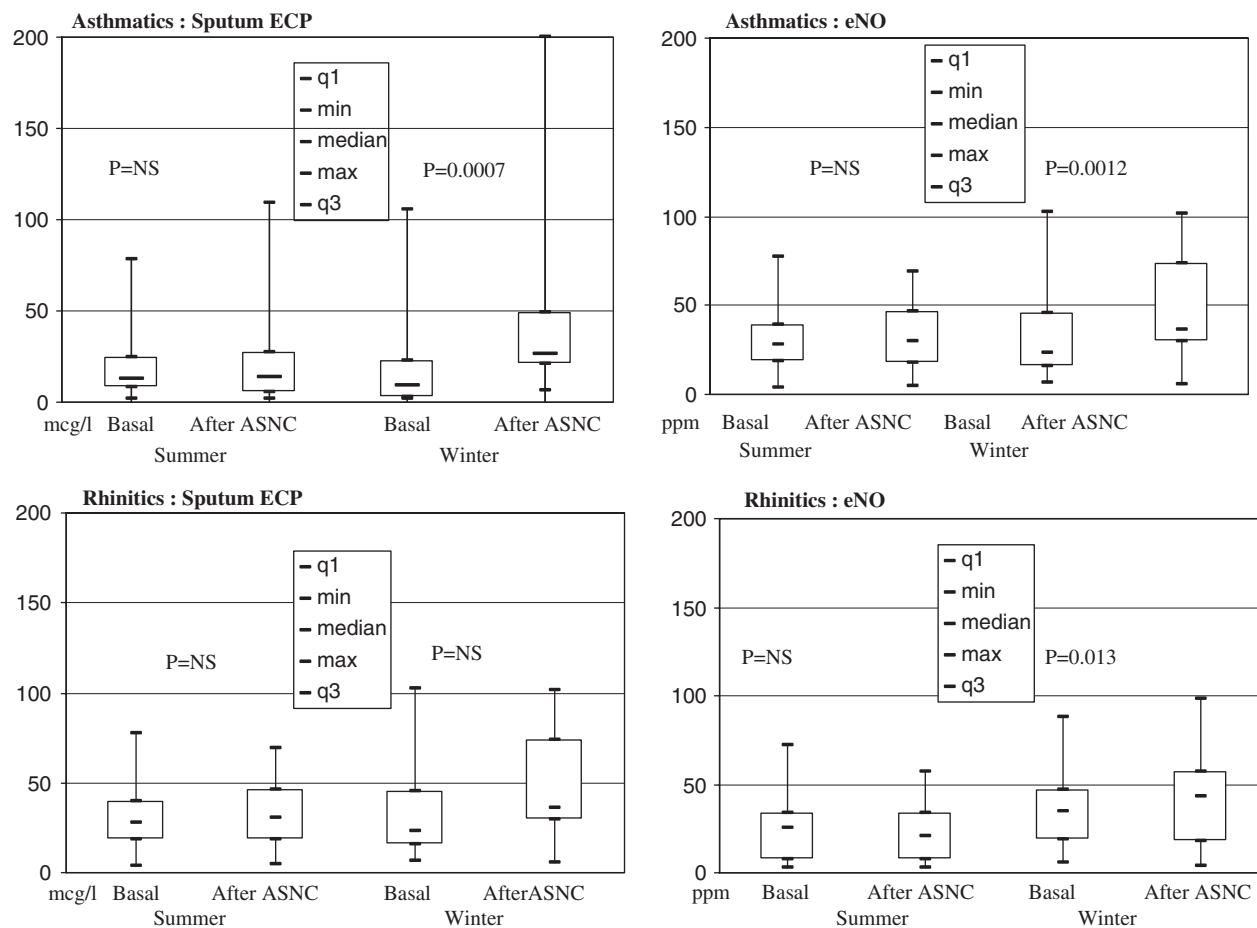 Asthmatics : Sputum ECP
200
150
100
50
0
q1
min
median
max
q3
P=NS
P=0.0007
mcg/l Basal After ASNC Basal After ASNC
Summer Winter
Asthmatics : eNO
200
150
100
50
0
q1
min
median
max
q3
P=NS
P=0.0012
ppm Basal After ASNC Basal After ASNC
Summer Winter
Rhinitics : Sputum ECP
200
150
100
50
0
q1
min
median
max
q3
P=NS
P=NS
mcg/l Basal After ASNC Basal AfterASNC
Summer Winter
Rhinitics : eNO
200
150
100
50
0
q1
min
median
max
q3
P=NS
P=0.013
ppm Basal After ASNC Basal After ASNC
Summer Winter